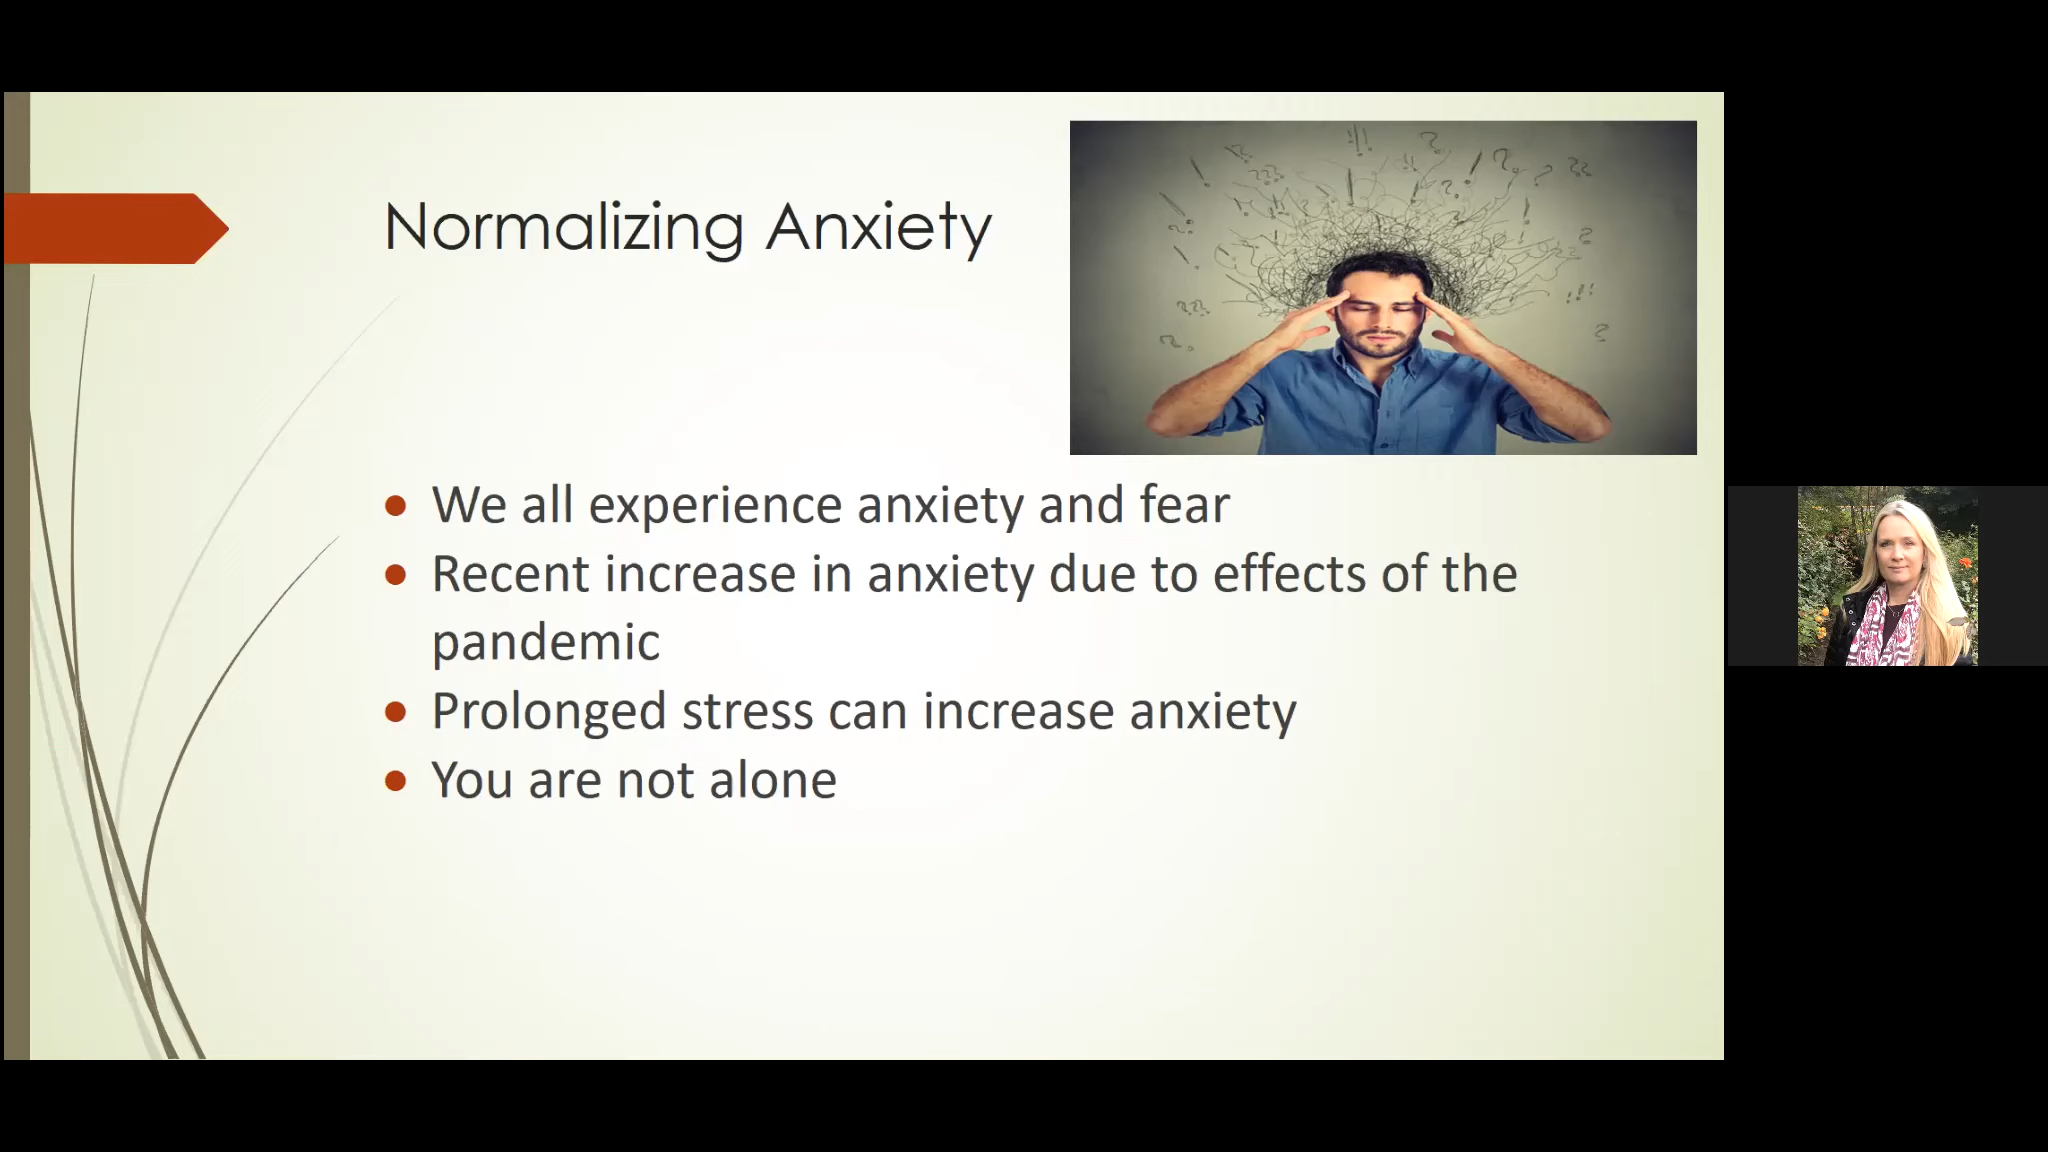 Normalizing Anxiety
We all experience anxiety and fear
Recent increase in anxiety due to effects of the
pandemic
Prolonged stress can increase anxiety
You are not alone